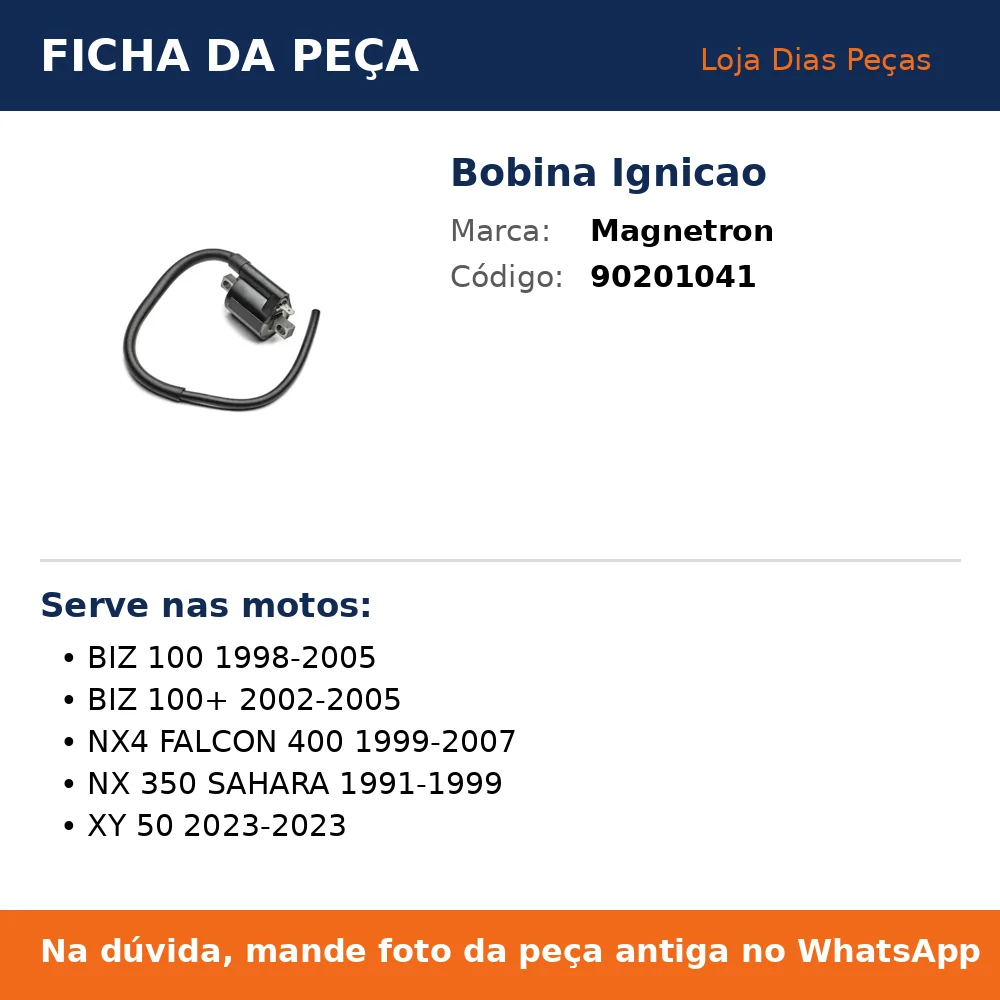 FICHA DA PEÇA
Loja Dias Peças
Bobina Ignicao
Marca: Magnetron
Código: 90201041
Serve nas motos:
• BIZ 100 1998-2005
• BIZ 100+ 2002-2005
• NX4 FALCON 400 1999-2007
• NX 350 SAHARA 1991-1999
• XY 50 2023-2023
Na dúvida, mande foto da peça antiga no WhatsApp